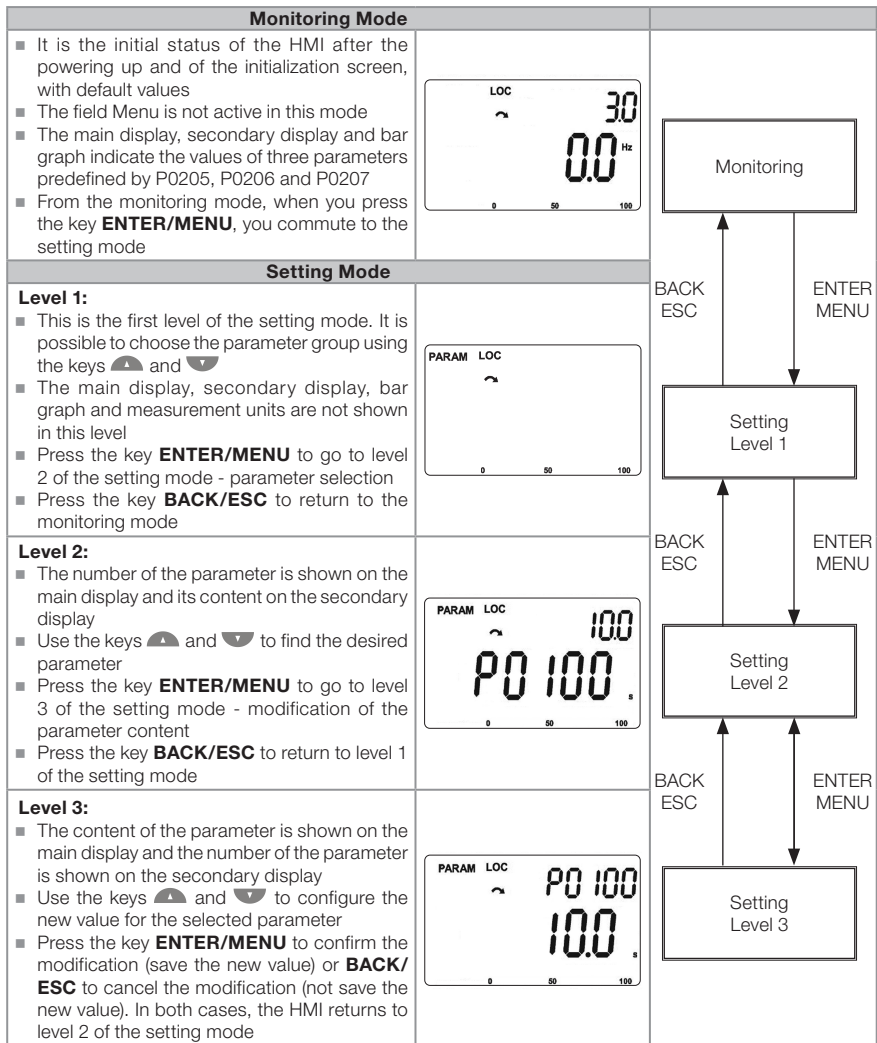 Monitoring Mode
■ It is the initial status of the HMI after the
powering up and of the initialization screen,
with default values
■ The field Menu is not active in this mode
■ The main display, secondary display and bar
graph indicate the values of three parameters
predefined by P0205, P0206 and P0207
■ From the monitoring mode, when you press
the key ENTER/MENU, you commute to the
setting mode
LOC
3.0
0.0 Hz
0 50 100
Setting Mode
Level 1:
■ This is the first level of the setting mode. It is
possible to choose the parameter group using
the keys and
■ The main display, secondary display, bar
graph and measurement units are not shown
in this level
■ Press the key ENTER/MENU to go to level
2 of the setting mode - parameter selection
■ Press the key BACK/ESC to return to the
monitoring mode
PARAM LOC
0 50 100
Level 2:
■ The number of the parameter is shown on the
main display and its content on the secondary
display
■ Use the keys and to find the desired
parameter
■ Press the key ENTER/MENU to go to level
3 of the setting mode - modification of the
parameter content
■ Press the key BACK/ESC to return to level 1
of the setting mode
PARAM LOC
10.0
P0100 s
0 50 100
Level 3:
■ The content of the parameter is shown on the
main display and the number of the parameter
is shown on the secondary display
■ Use the keys and to configure the
new value for the selected parameter
■ Press the key ENTER/MENU to confirm the
modification (save the new value) or BACK/
ESC to cancel the modification (not save the
new value). In both cases, the HMI returns to
level 2 of the setting mode
PARAM LOC
P0100
10.0 s
0 50 100
Monitoring
BACK
ESC
ENTER
MENU
Setting
Level 1
BACK
ESC
ENTER
MENU
Setting
Level 2
BACK
ESC
ENTER
MENU
Setting
Level 3